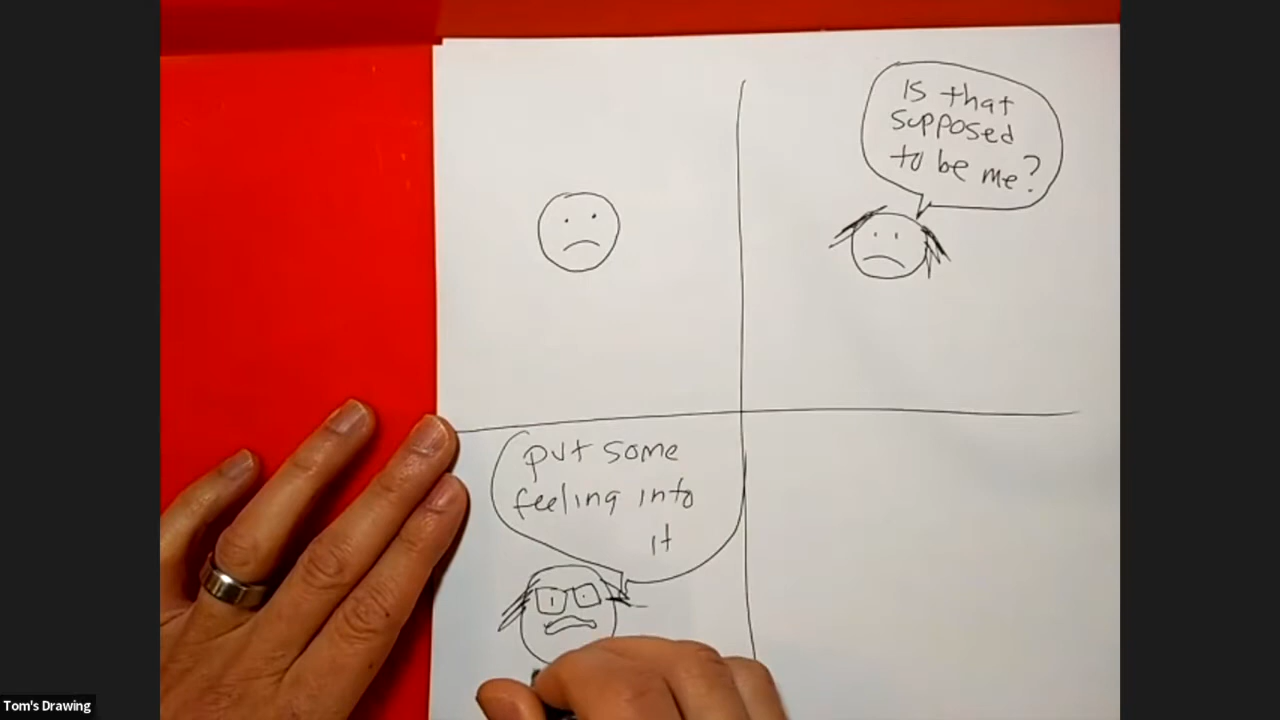 Is that
supposed
to be me?
put some
feeling into
it
Tom's Drawing